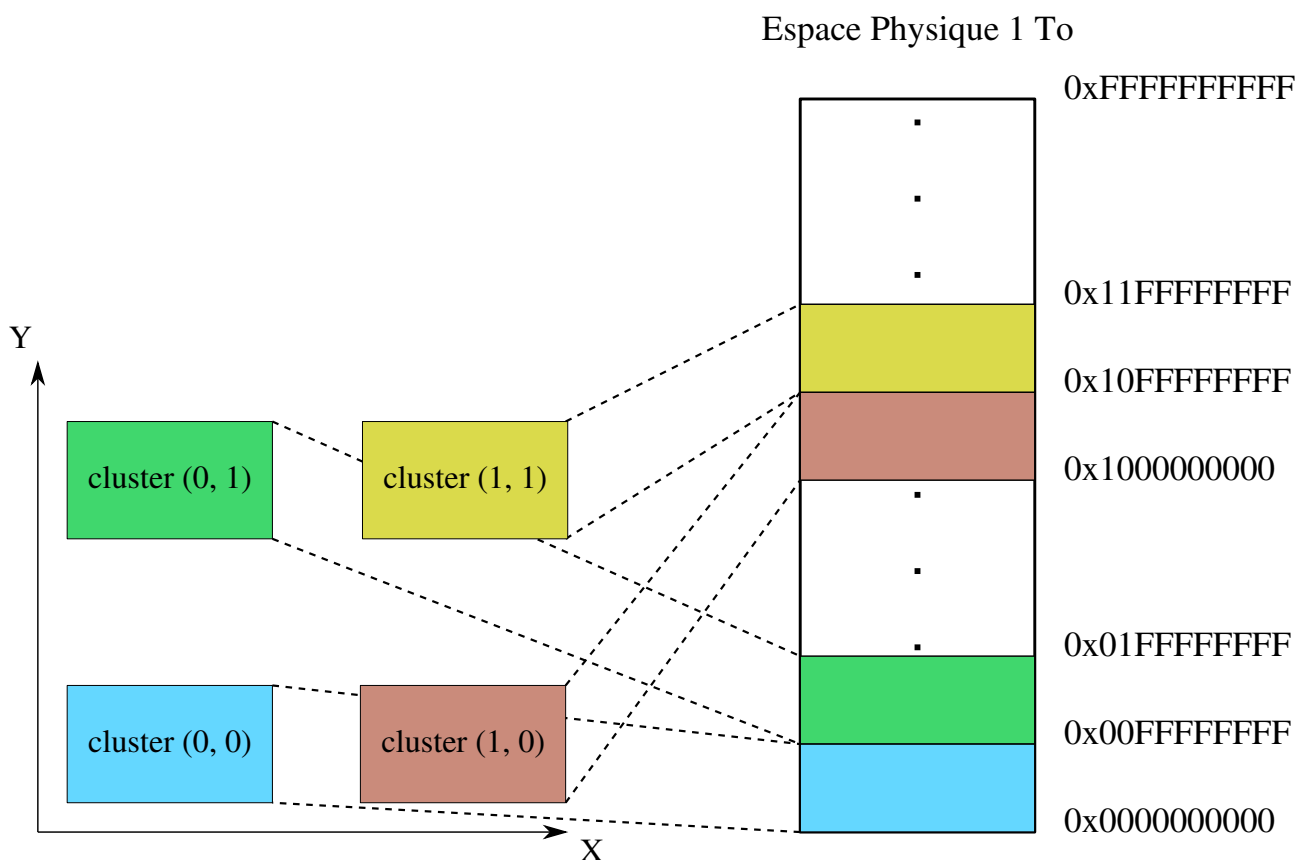 Espace Physique 1 To
0xFFFFFFFFFF
0x11FFFFFFFF
Y
0x10FFFFFFFF
cluster (0, 1)
cluster (1, 1)
0x1000000000
0x01FFFFFFFF
0x00FFFFFFFF
cluster (0, 0)
cluster (1, 0)
0x0000000000
X